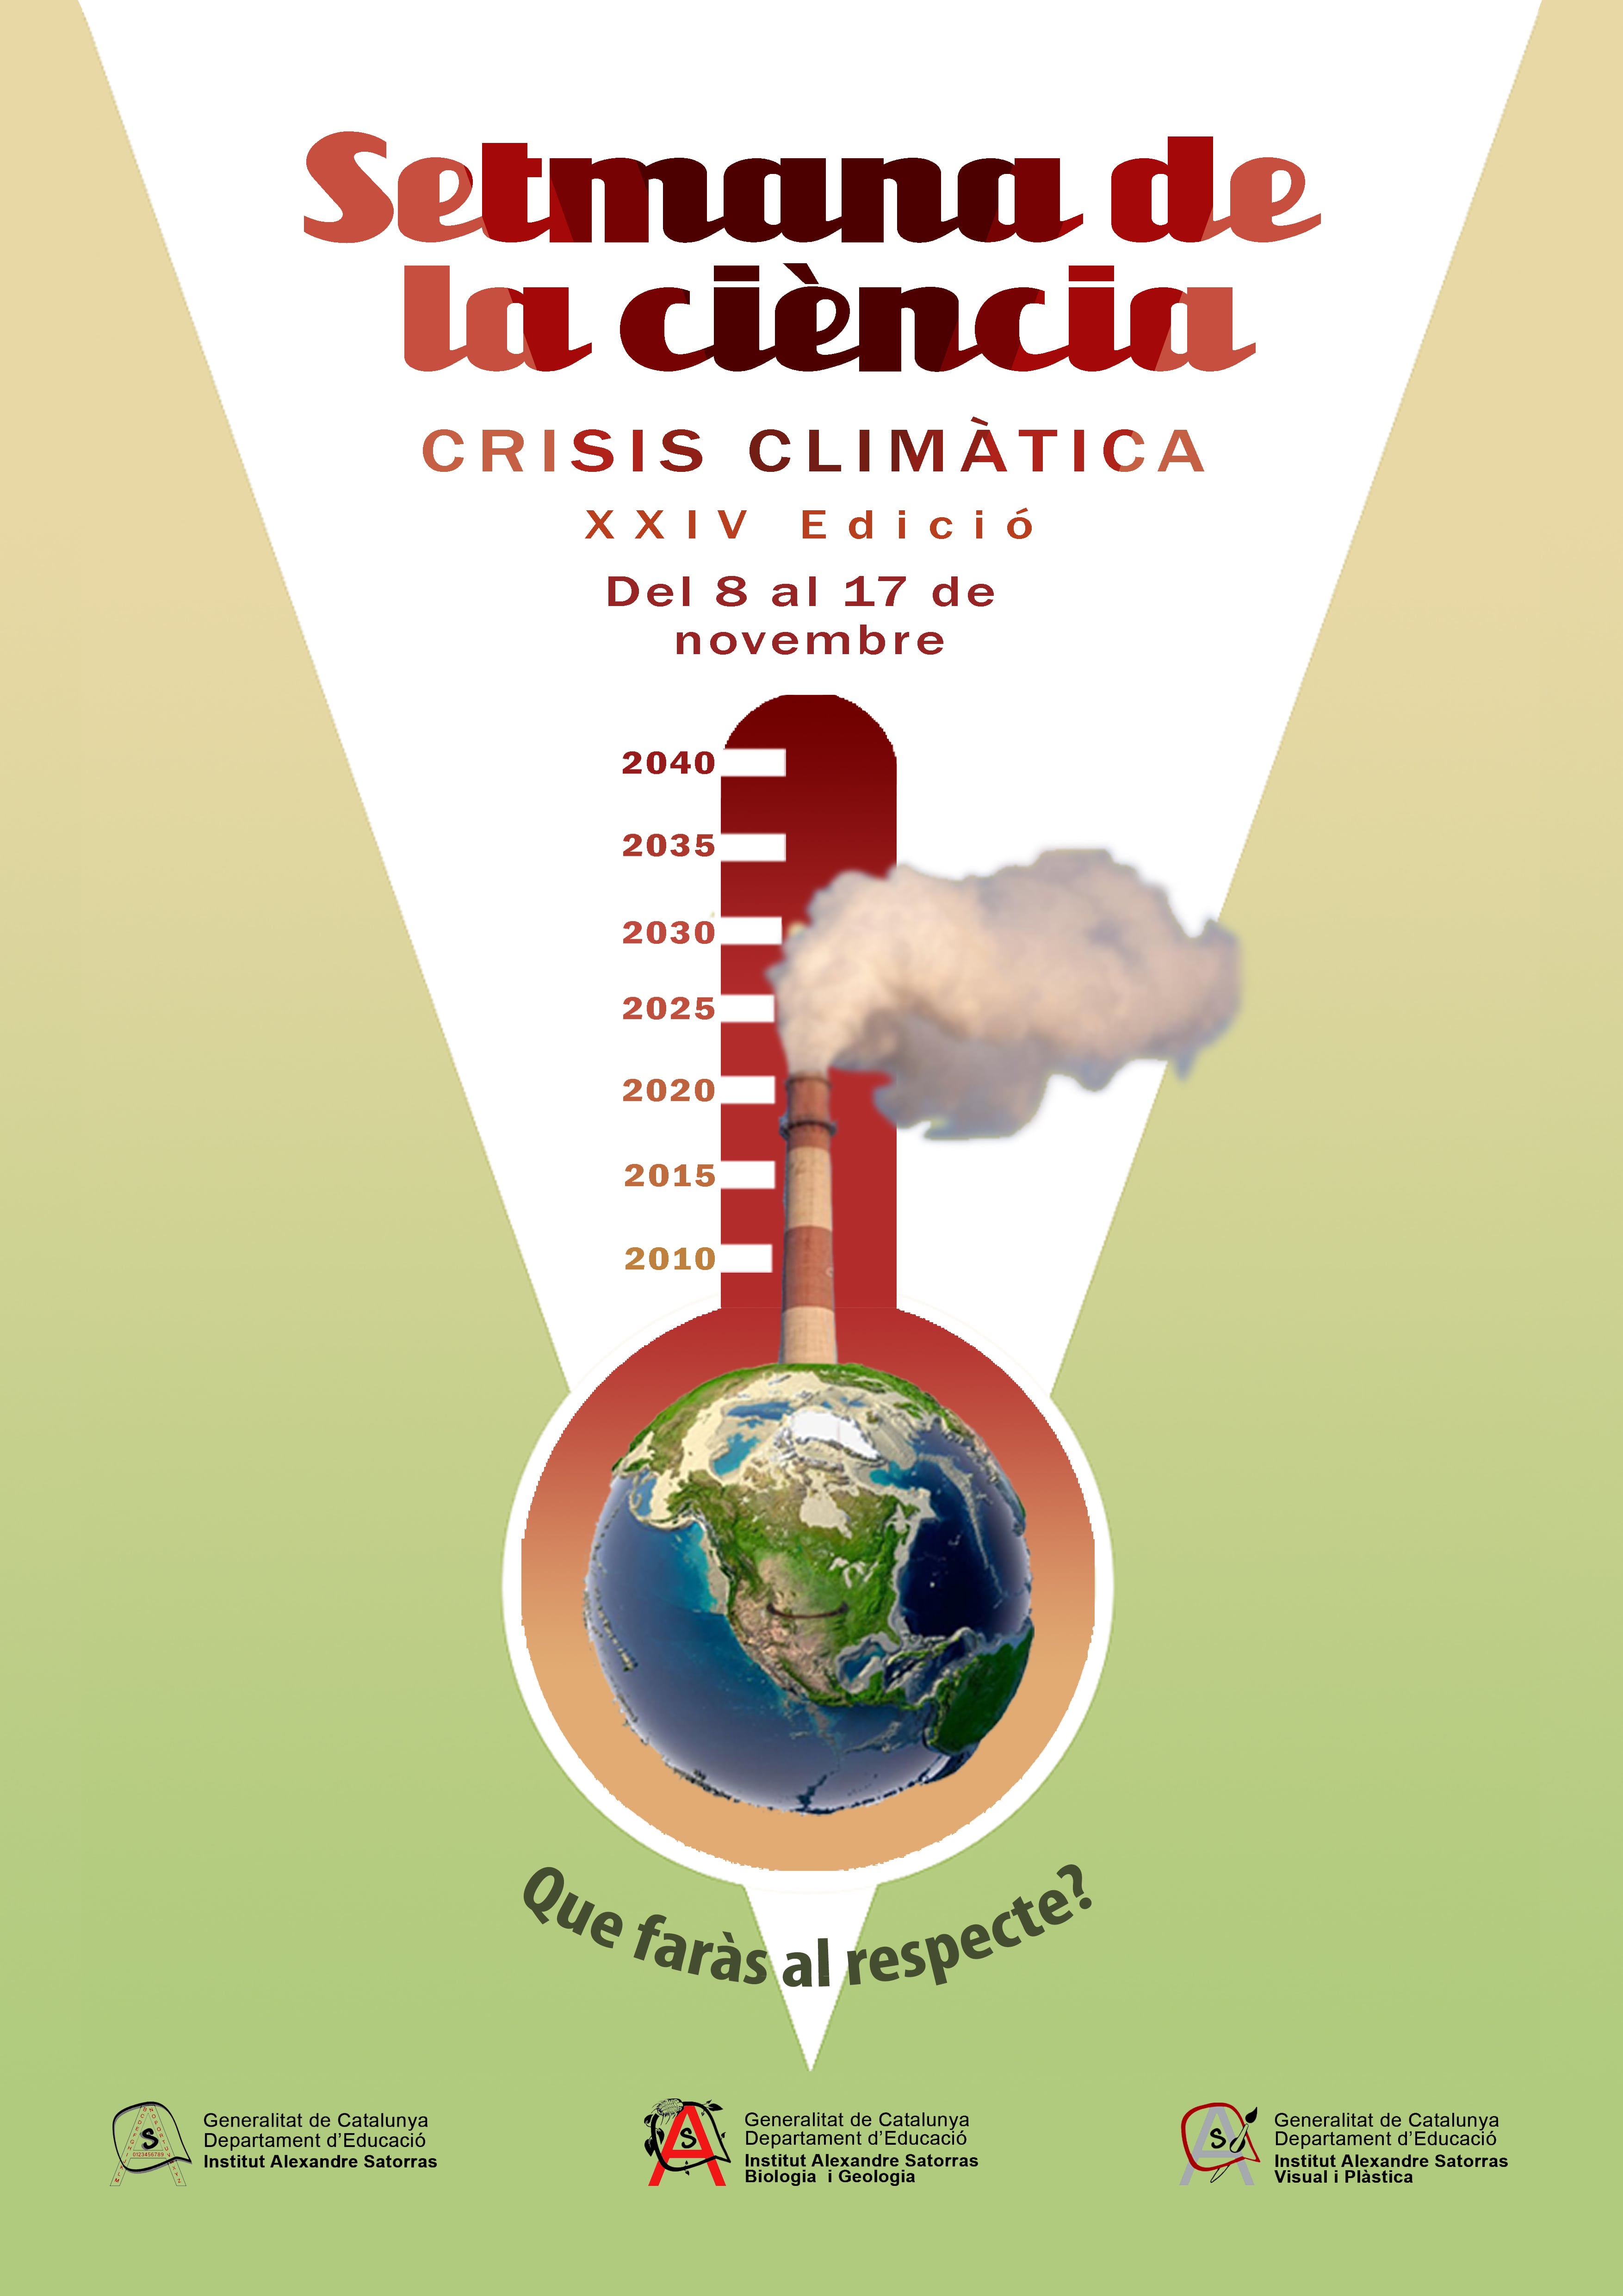 Setmana de
la ciència
CRISIS CLIMÀTICA
XXIV Edició
Del 8 al 17 de
novembre
2040
2035
2030
2025
2020
2015
2010
Que faràs al respecte?
Generalitat de Catalunya
Departament d'Educació
Institut Alexandre Satorras
Generalitat de Catalunya
Departament d'Educació
Institut Alexandre Satorras
Biologia i Geologia
Generalitat de Catalunya
Departament d'Educació
Institut Alexandre Satorras
Visual i Plàstica